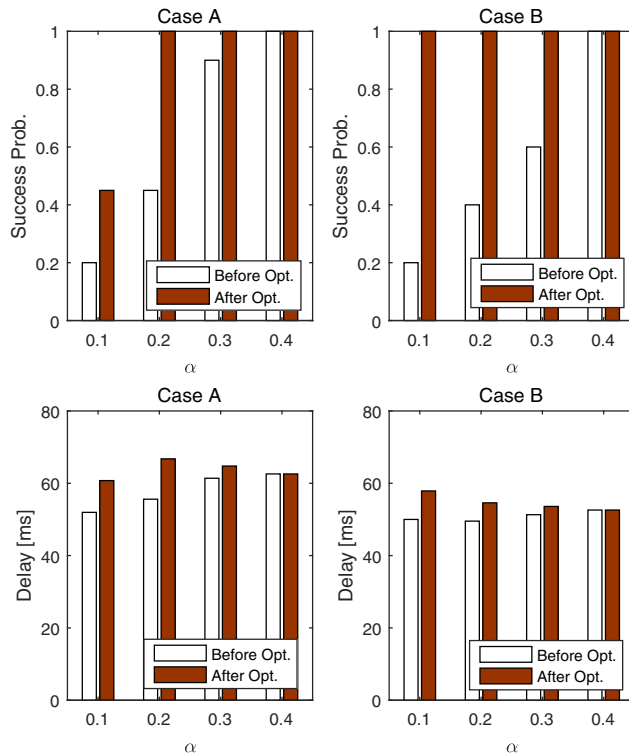 Case A
Success Prob.
1
0.8
0.6
0.4
0.2
0
Before Opt.
After Opt.
0.1 0.2 0.3 0.4
α
Case B
Success Prob.
1
0.8
0.6
0.4
0.2
0
Before Opt.
After Opt.
0.1 0.2 0.3 0.4
α
Case A
Delay [ms]
80
60
40
20
0
Before Opt.
After Opt.
0.1 0.2 0.3 0.4
α
Case B
Delay [ms]
80
60
40
20
0
Before Opt.
After Opt.
0.1 0.2 0.3 0.4
α